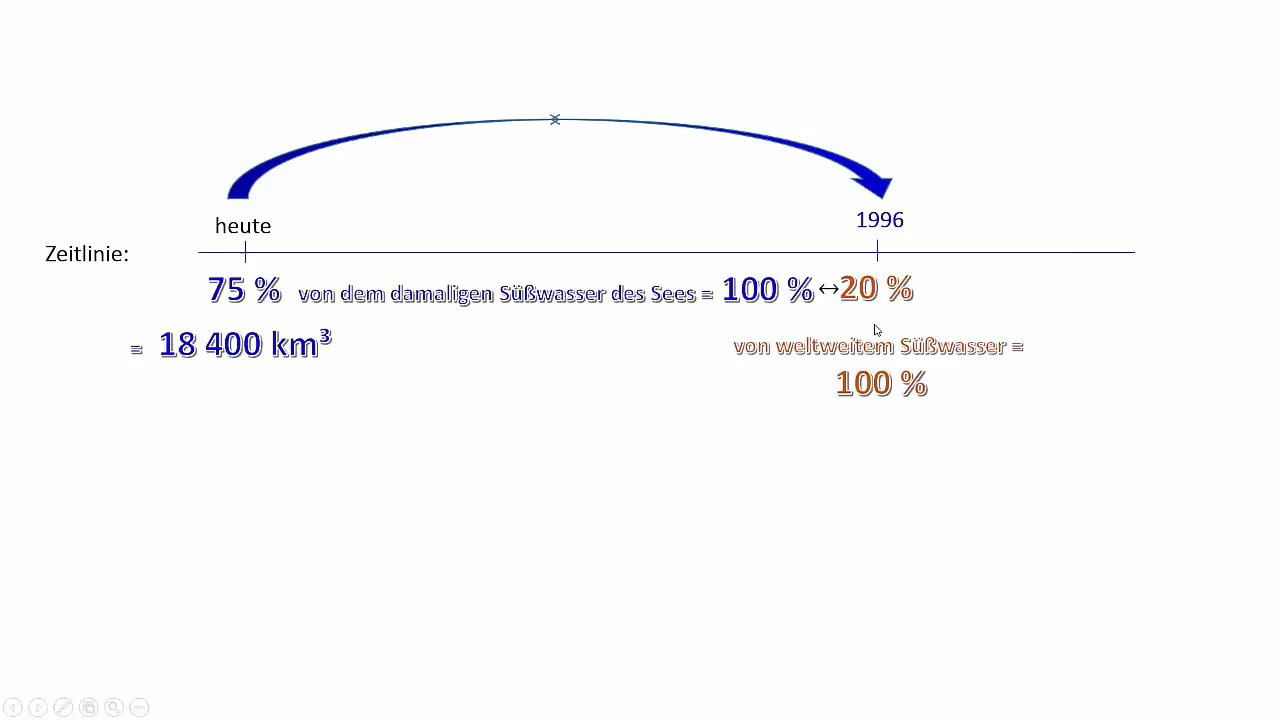 heute
1996
Zeitlinie:
75 % von dem damaligen Süßwasser des Sees = 100 % ↔ 20 %
= 18 400 km³
von weltweitem Süßwasser =
100 %